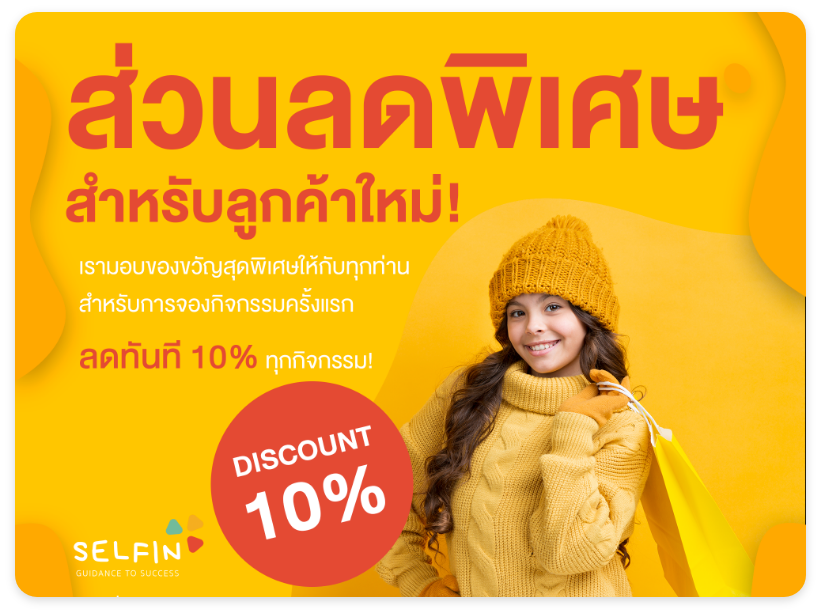 ส่วนลดพิเศษ
สำหรับลูกค้าใหม่!
เรามอบของขวัญสุดพิเศษให้กับทุกท่าน
สำหรับการจองกิจกรรมครั้งแรก
ลดทันที 10% ทุกกิจกรรม!
DISCOUNT
10%
SELFIN
GUIDANCE TO SUCCESS